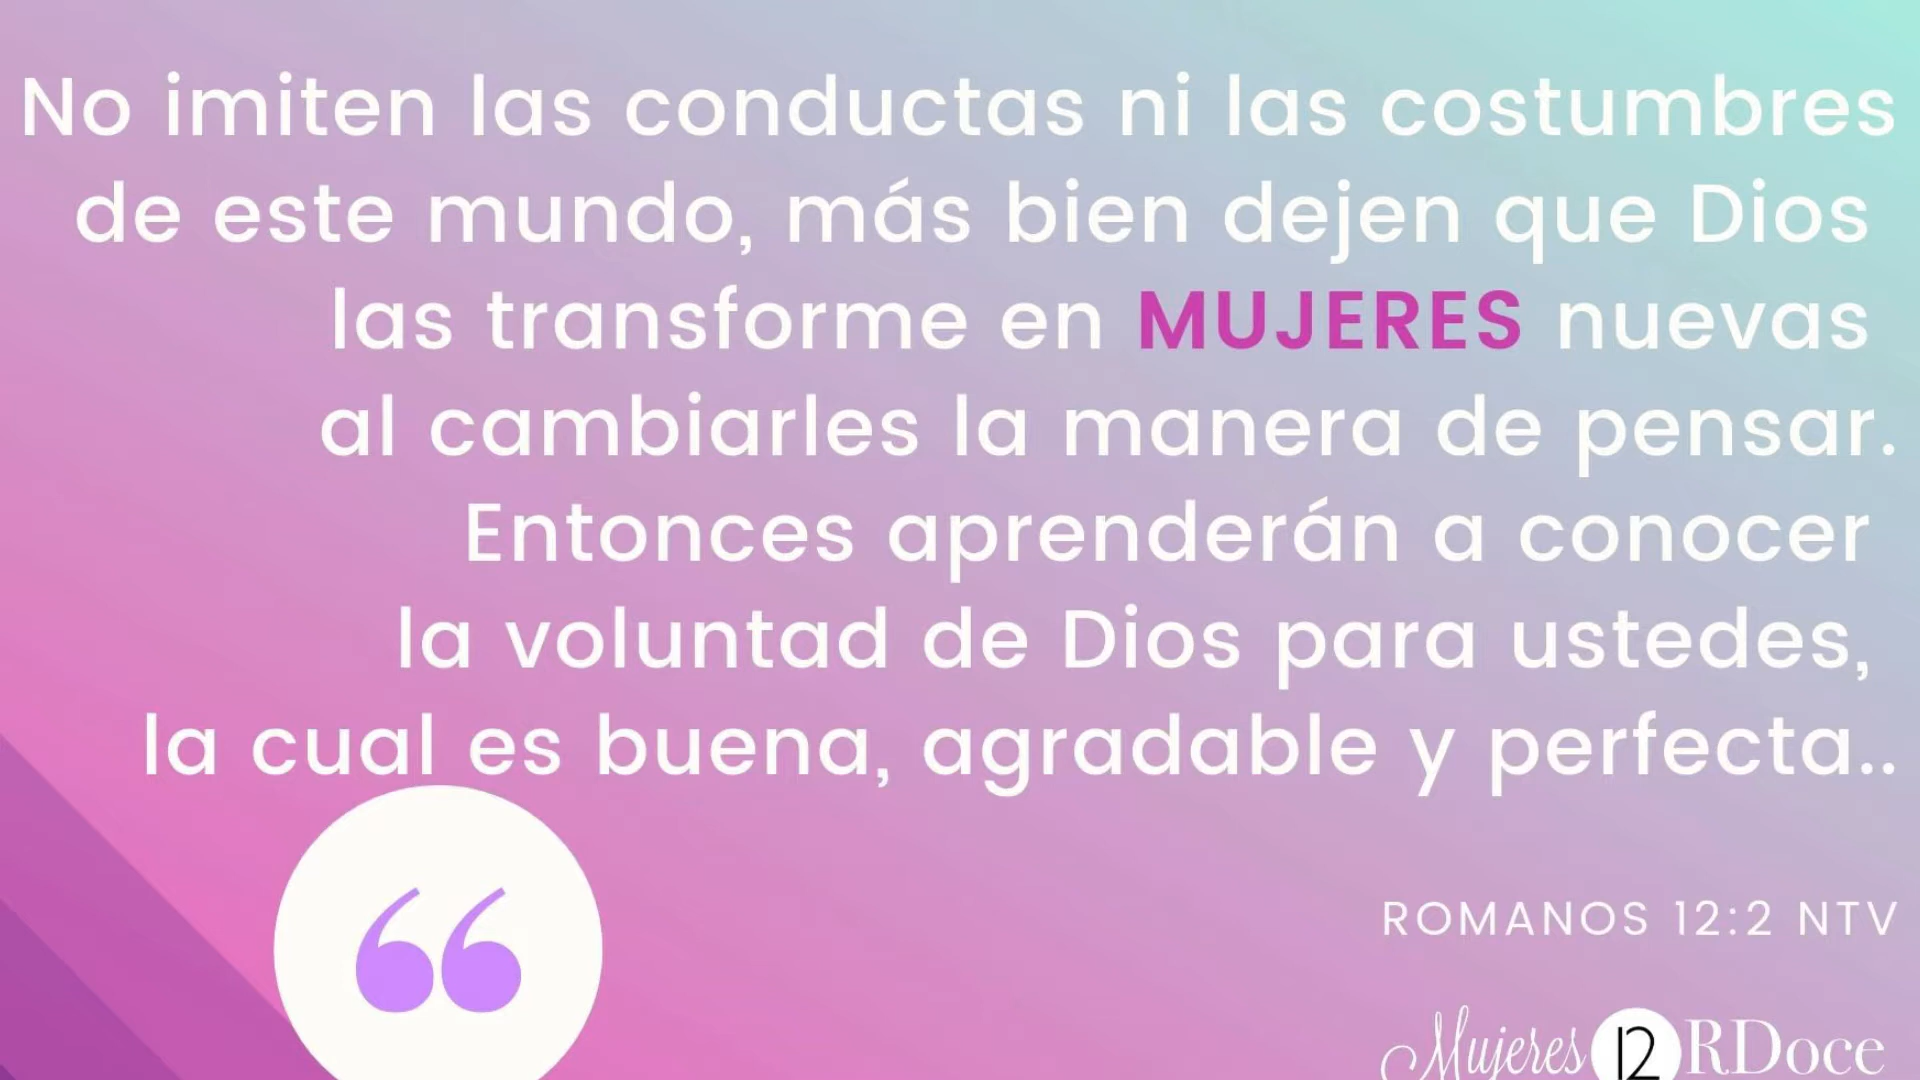 No imiten las conductas ni las costumbres
de este mundo, más bien dejen que Dios
las transforme en MUJERES nuevas
al cambiarles la manera de pensar.
Entonces aprenderán a conocer
la voluntad de Dios para ustedes,
la cual es buena, agradable y perfecta..
“
ROMANOS 12:2 NTV
Mujeres 12 RDoce